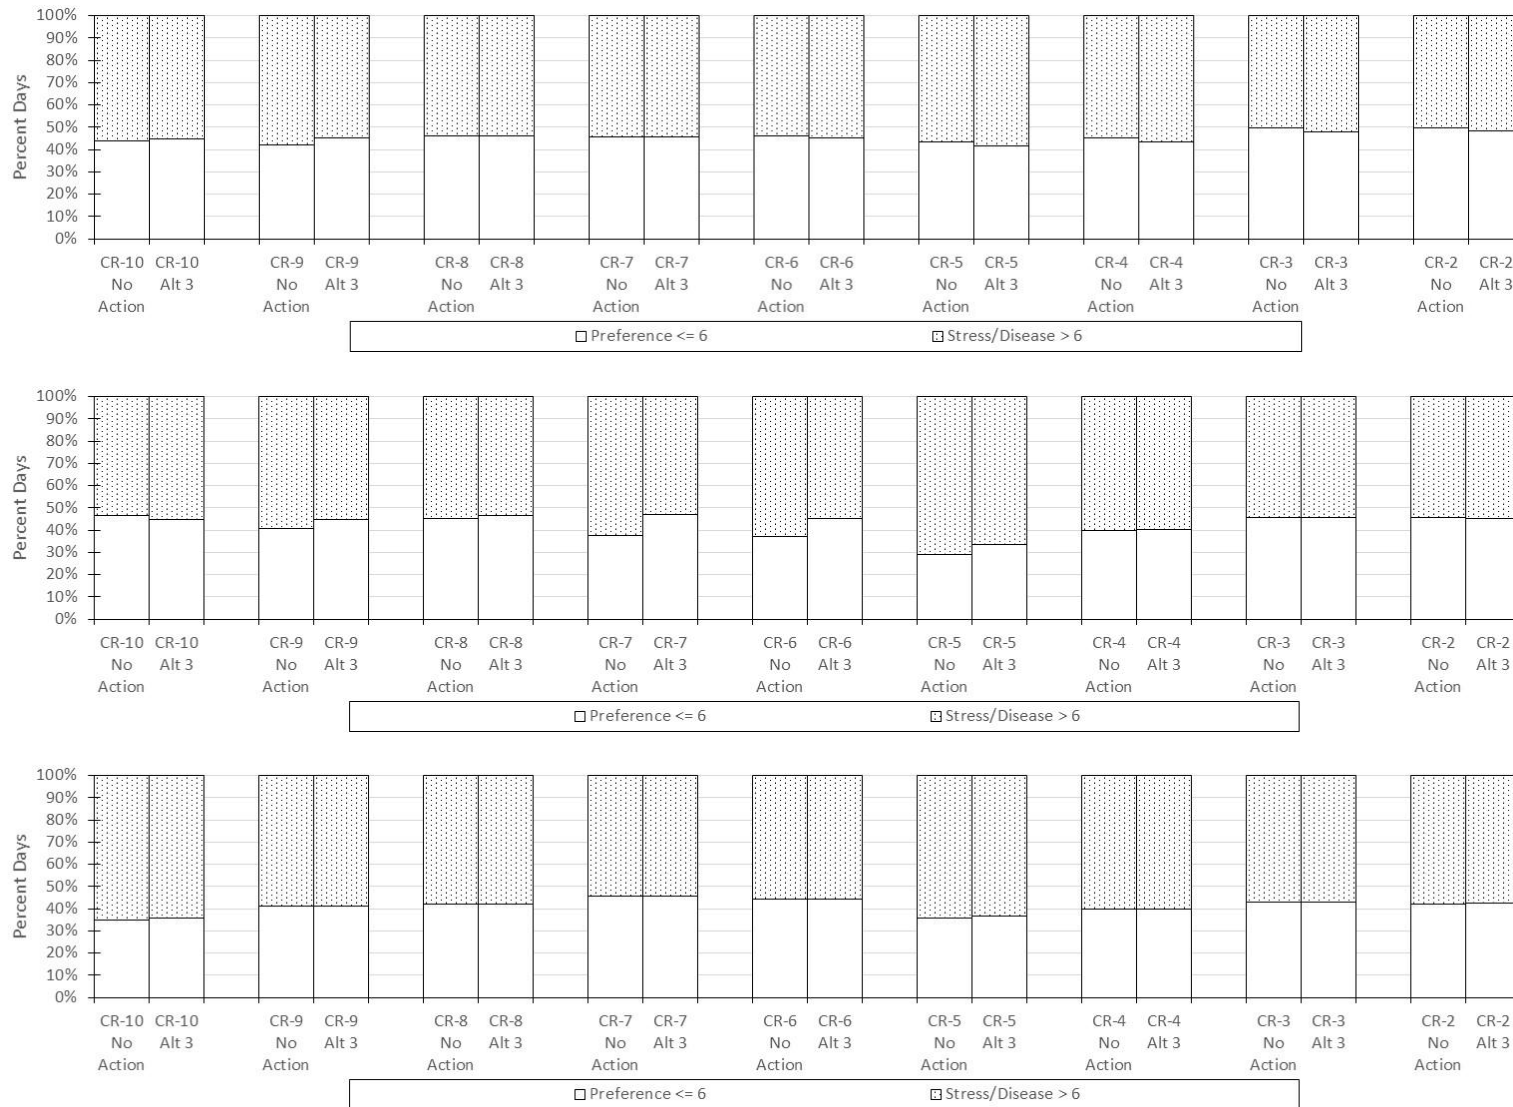 Percent Days
100%
90%
80%
70%
60%
50%
40%
30%
20%
10%
0%
CR-10 CR-10 CR-9 CR-9 CR-8 CR-8 CR-7 CR-7 CR-6 CR-6 CR-5 CR-5 CR-4 CR-4 CR-3 CR-3 CR-2 CR-2
No Alt 3 No Alt 3 No Alt 3 No Alt 3 No Alt 3 No Alt 3 No Alt 3 No Alt 3 No Alt 3
Action Action Action Action Action Action Action Action Action
Preference <= 6 Stress/Disease > 6
Percent Days
100%
90%
80%
70%
60%
50%
40%
30%
20%
10%
0%
CR-10 CR-10 CR-9 CR-9 CR-8 CR-8 CR-7 CR-7 CR-6 CR-6 CR-5 CR-5 CR-4 CR-4 CR-3 CR-3 CR-2 CR-2
No Alt 3 No Alt 3 No Alt 3 No Alt 3 No Alt 3 No Alt 3 No Alt 3 No Alt 3 No Alt 3
Action Action Action Action Action Action Action Action Action
Preference <= 6 Stress/Disease > 6
Percent Days
100%
90%
80%
70%
60%
50%
40%
30%
20%
10%
0%
CR-10 CR-10 CR-9 CR-9 CR-8 CR-8 CR-7 CR-7 CR-6 CR-6 CR-5 CR-5 CR-4 CR-4 CR-3 CR-3 CR-2 CR-2
No Alt 3 No Alt 3 No Alt 3 No Alt 3 No Alt 3 No Alt 3 No Alt 3 No Alt 3 No Alt 3
Action Action Action Action Action Action Action Action Action
Preference <= 6 Stress/Disease > 6